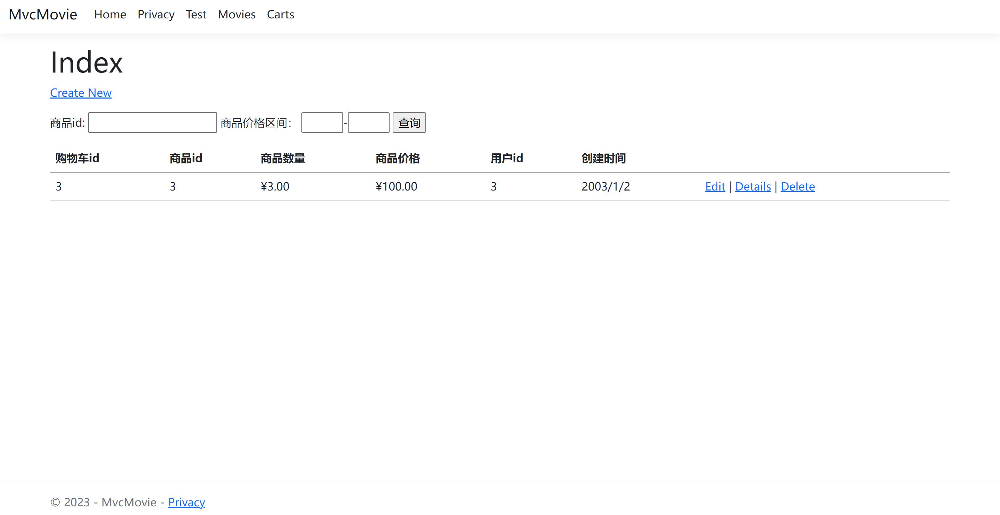 MvcMovie Home Privacy Test Movies Carts
Index
Create New
商品id: 商品价格区间： - 查询
购物车id 商品id 商品数量 商品价格 用户id 创建时间
3 3 ¥3.00 ¥100.00 3 2003/1/2 Edit | Details | Delete
© 2023 - MvcMovie - Privacy